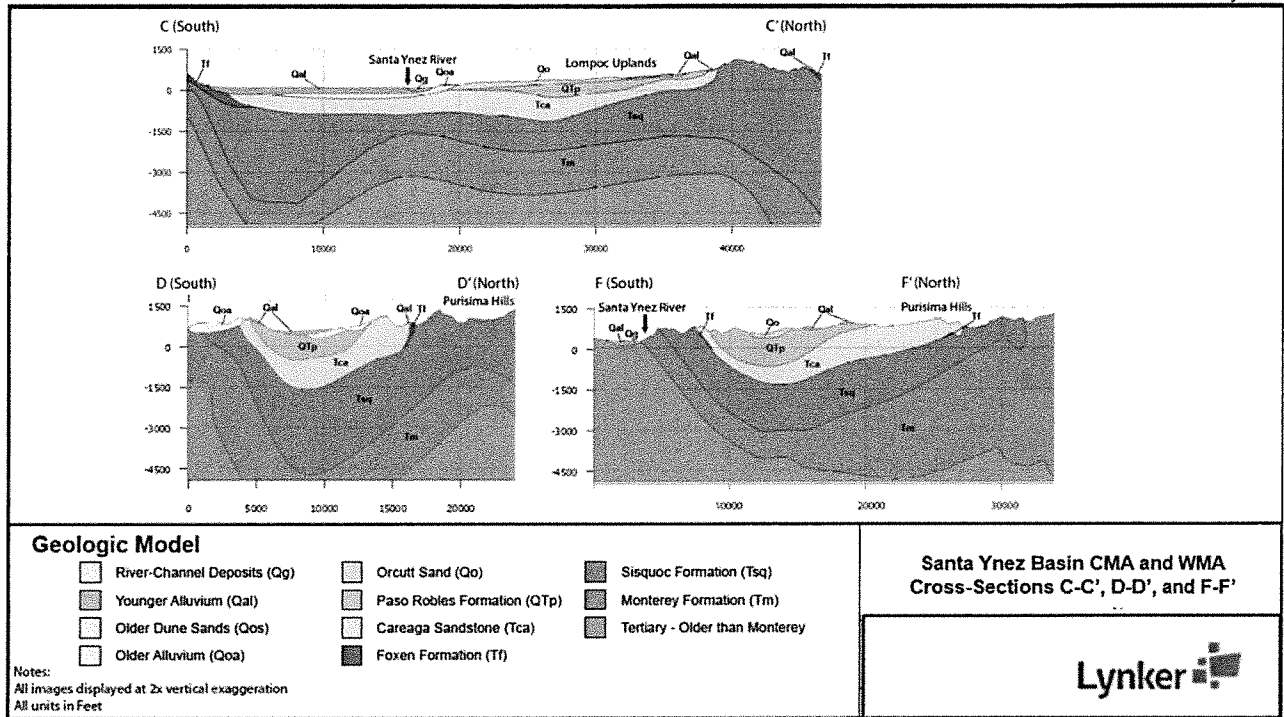 C (South)
C' (North)
1500
0
-1500
-3000
-4500
Tf
Qal
Santa Ynez River
Qg
Qoa
Qo
Lompoc Uplands
Qal
Qal
Tf
QTp
Tca
Tsq
Tm
0
10000
20000
30000
40000
D (South)
D' (North)
Purisima Hills
1500
0
-1500
-3000
-4500
Qoa
Qal
Qoa
Qal
Tf
QTp
Tca
Tsq
Tm
0
5000
10000
15000
20000
F (South)
F' (North)
Santa Ynez River
Purisima Hills
1500
0
-1500
-3000
-4500
Qal
Qg
Tf
Qo
Qal
Tf
QTp
Tca
Tsq
Tm
10000
20000
30000
Geologic Model
River-Channel Deposits (Qg)
Younger Alluvium (Qal)
Older Dune Sands (Qos)
Older Alluvium (Qoa)
Orcutt Sand (Qo)
Paso Robles Formation (QTp)
Careaga Sandstone (Tca)
Foxen Formation (Tf)
Sisquoc Formation (Tsq)
Monterey Formation (Tm)
Tertiary - Older than Monterey
Notes:
All images displayed at 2x vertical exaggeration
All units in Feet
Santa Ynez Basin CMA and WMA
Cross-Sections C-C', D-D', and F-F'
Lynker